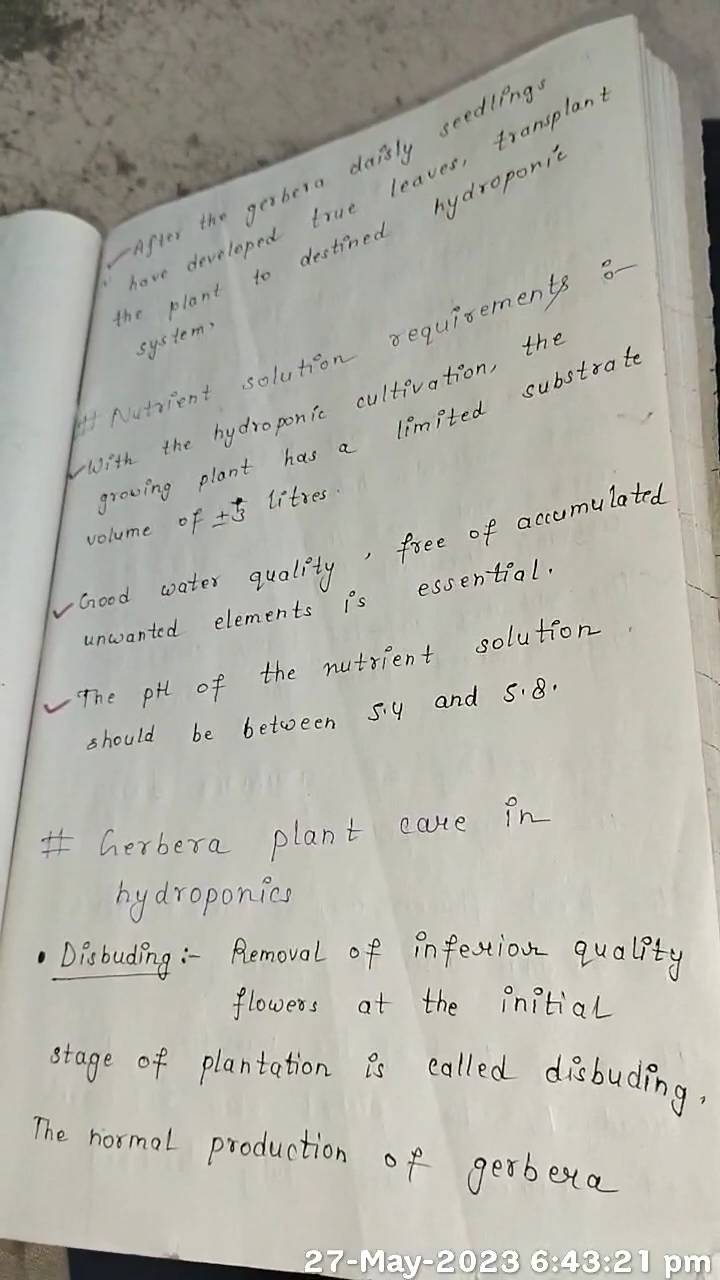 ✓ After the gerbera daisly seedlings
have developed true leaves, transplant
the plant to destined hydroponic
system,
# Nutrient solution requirements :-
✓ With the hydroponic cultivation, the
growing plant has a limited substrate
volume of ±3 litres.
✓ Good water quality, free of accumulated
unwanted elements is essential.
✓ The pH of the nutrient solution
should be between 5.4 and 5.8.
# Gerbera plant care in
hydroponics
• Disbuding :- Removal of inferior quality
flowers at the initial
stage of plantation is called disbuding,
The normal production of gerbera
27-May-2023 6:43:21 pm